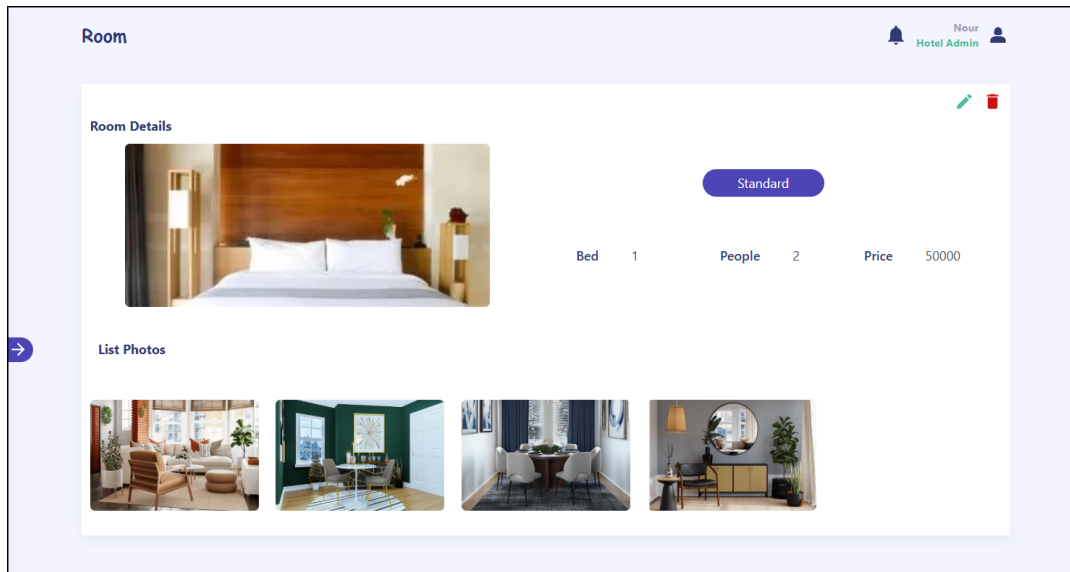 Room
Nour
Hotel Admin
Room Details
Standard
Bed 1 People 2 Price 50000
List Photos